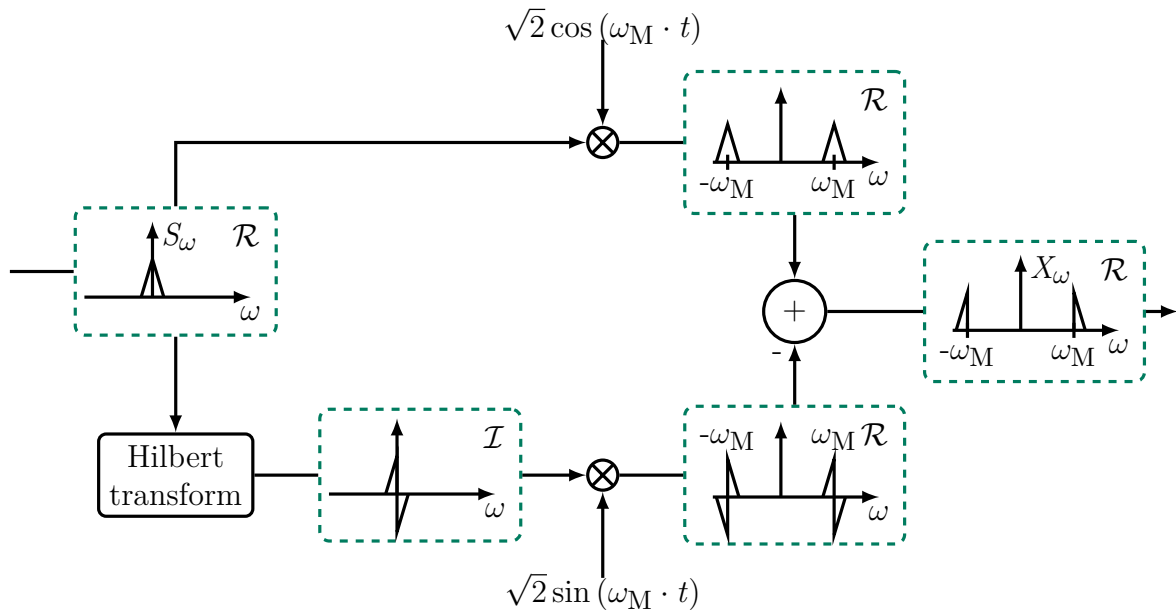 √2 cos (ω_M · t)
ℛ
-ω_M ω_M ω
S_ω ℛ
ω
X_ω ℛ
-ω_M ω_M ω
+
-
Hilbert
transform
ℐ
ω
-ω_M ω_M ℛ
ω
√2 sin (ω_M · t)